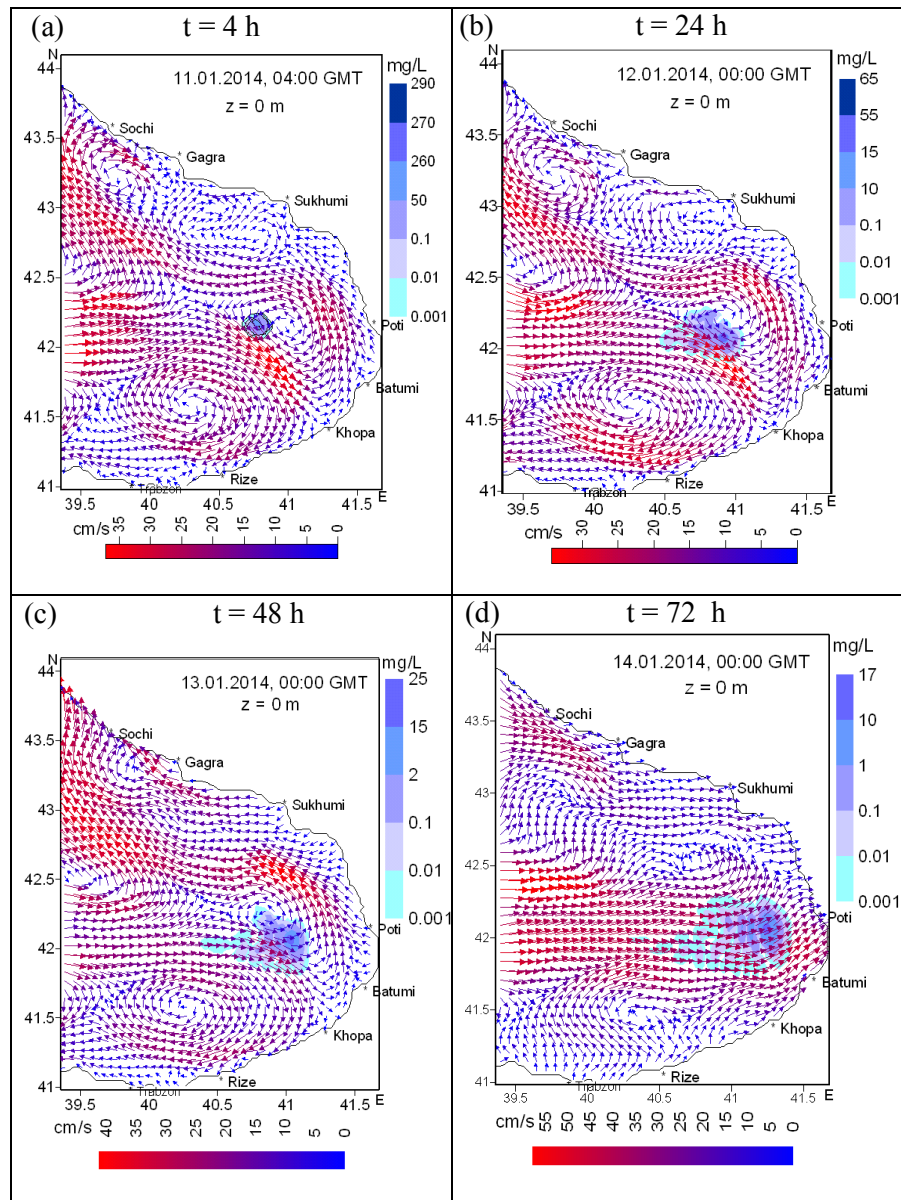 (a)
t = 4 h
N
44
11.01.2014, 04:00 GMT
z = 0 m
mg/L
290
270
260
50
0.1
0.01
0.001
Sochi
Gagra
Sukhumi
Poti
Batumi
Khopa
Rize
Trabzon
43.5
43
42.5
42
41.5
41
39.5 40 40.5 41 41.5 E
cm/s 35 30 25 20 15 10 5 0
(b)
t = 24 h
N
44
12.01.2014, 00:00 GMT
z = 0 m
mg/L
65
55
15
10
0.1
0.01
0.001
Sochi
Gagra
Sukhumi
Poti
Batumi
Khopa
Rize
Trabzon
43.5
43
42.5
42
41.5
41
39.5 40 40.5 41 41.5 E
cm/s 30 25 20 15 10 5 0
(c)
t = 48 h
N
44
13.01.2014, 00:00 GMT
z = 0 m
mg/L
25
15
2
0.1
0.01
0.001
Sochi
Gagra
Sukhumi
Poti
Batumi
Khopa
Rize
Trabzon
43.5
43
42.5
42
41.5
41
39.5 40 40.5 41 41.5 E
cm/s 40 35 30 25 20 15 10 5 0
(d)
t = 72 h
N
44
14.01.2014, 00:00 GMT
z = 0 m
mg/L
17
10
1
0.1
0.01
0.001
Sochi
Gagra
Sukhumi
Poti
Batumi
Khopa
Rize
Trabzon
43.5
43
42.5
42
41.5
41
39.5 40 40.5 41 41.5 E
cm/s 55 50 45 40 35 30 25 20 15 10 5 0